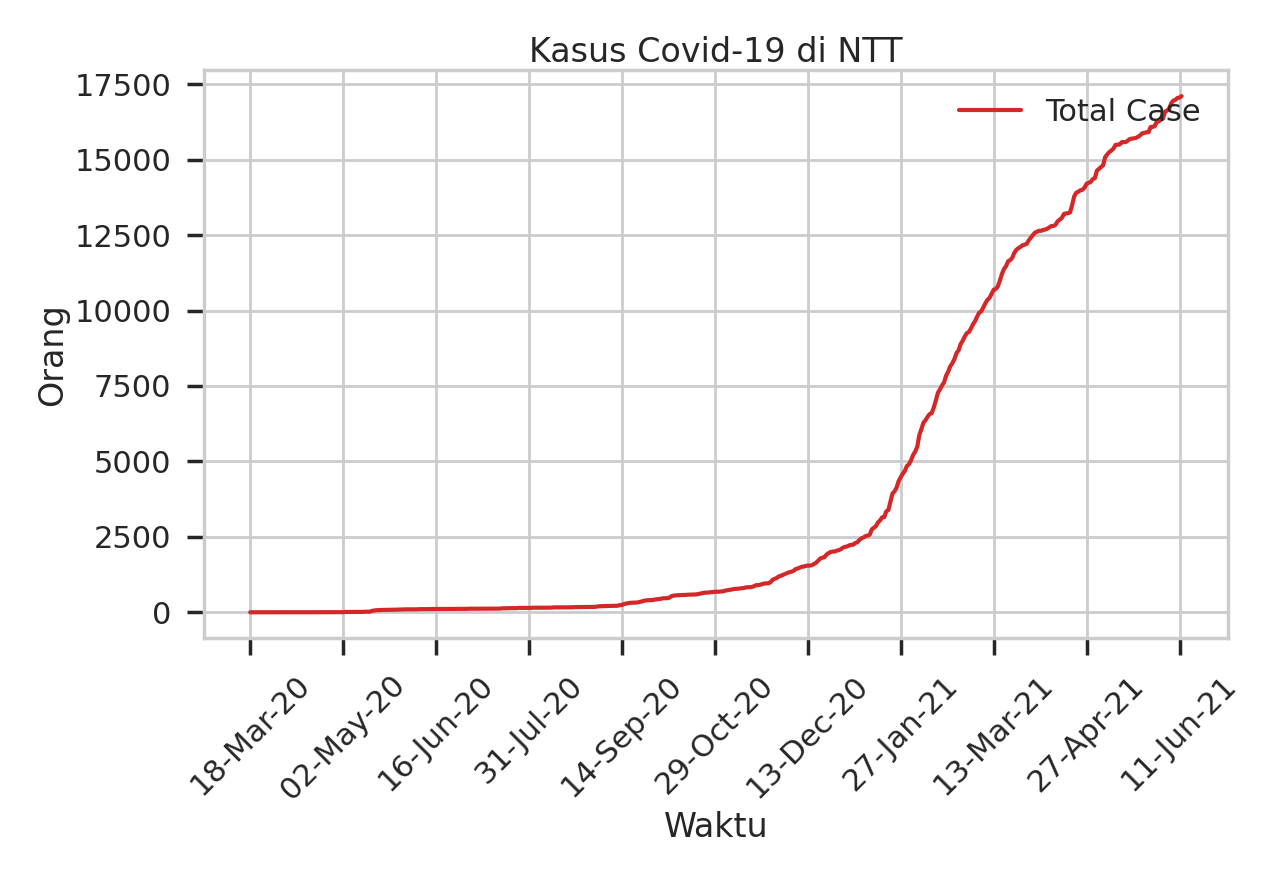 Kasus Covid-19 di NTT
Total Case
Orang
17500
15000
12500
10000
7500
5000
2500
0
18-Mar-20
02-May-20
16-Jun-20
31-Jul-20
14-Sep-20
29-Oct-20
13-Dec-20
27-Jan-21
13-Mar-21
27-Apr-21
11-Jun-21
Waktu